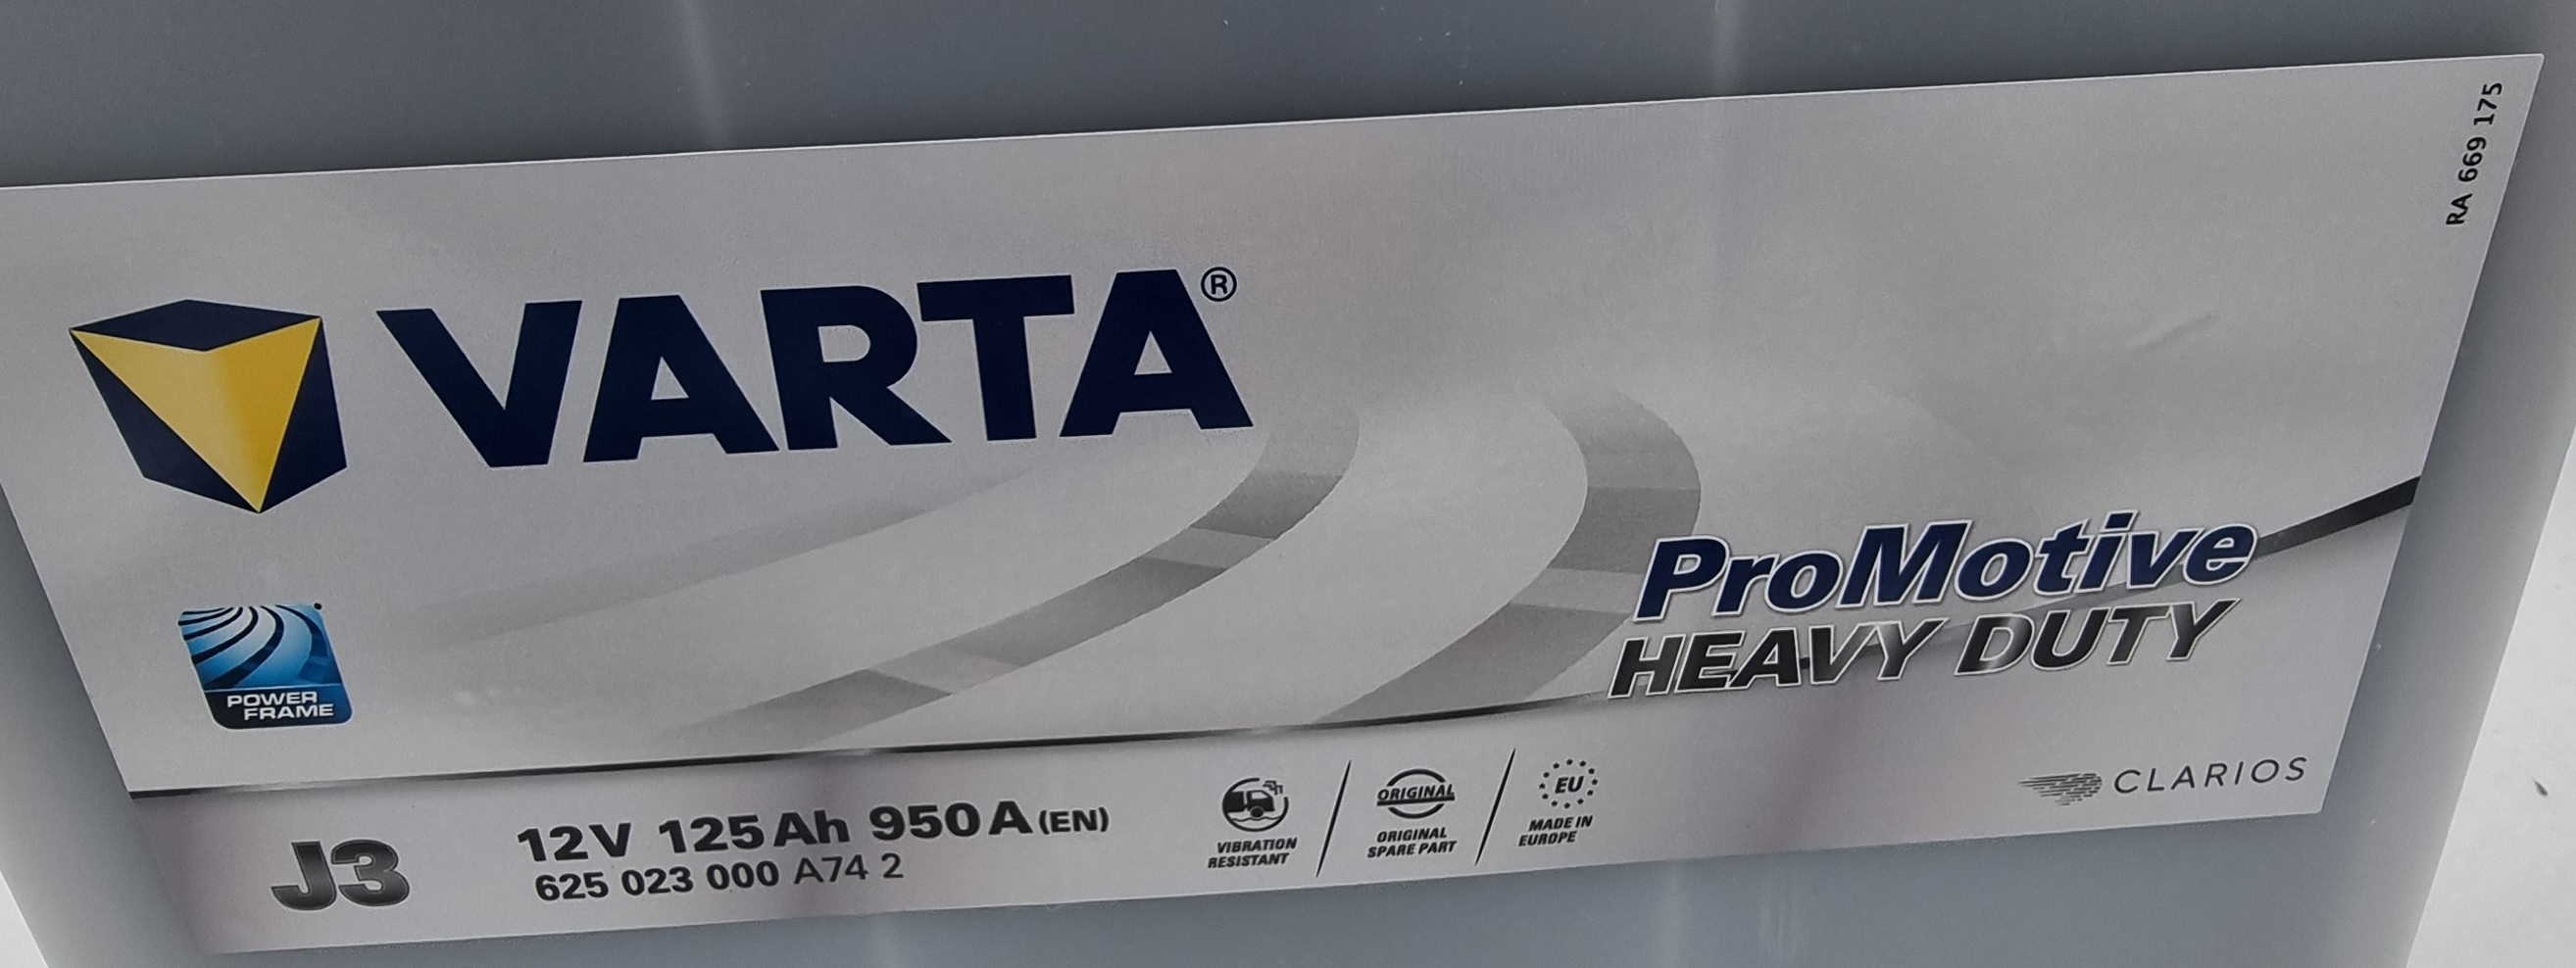 RA 669 175
VARTA®
ProMotive
HEAVY DUTY
POWER
FRAME
CLARIOS
J3
12V 125Ah 950A (EN)
625 023 000 A74 2
VIBRATION
RESISTANT
ORIGINAL
ORIGINAL
SPARE PART
EU
MADE IN
EUROPE